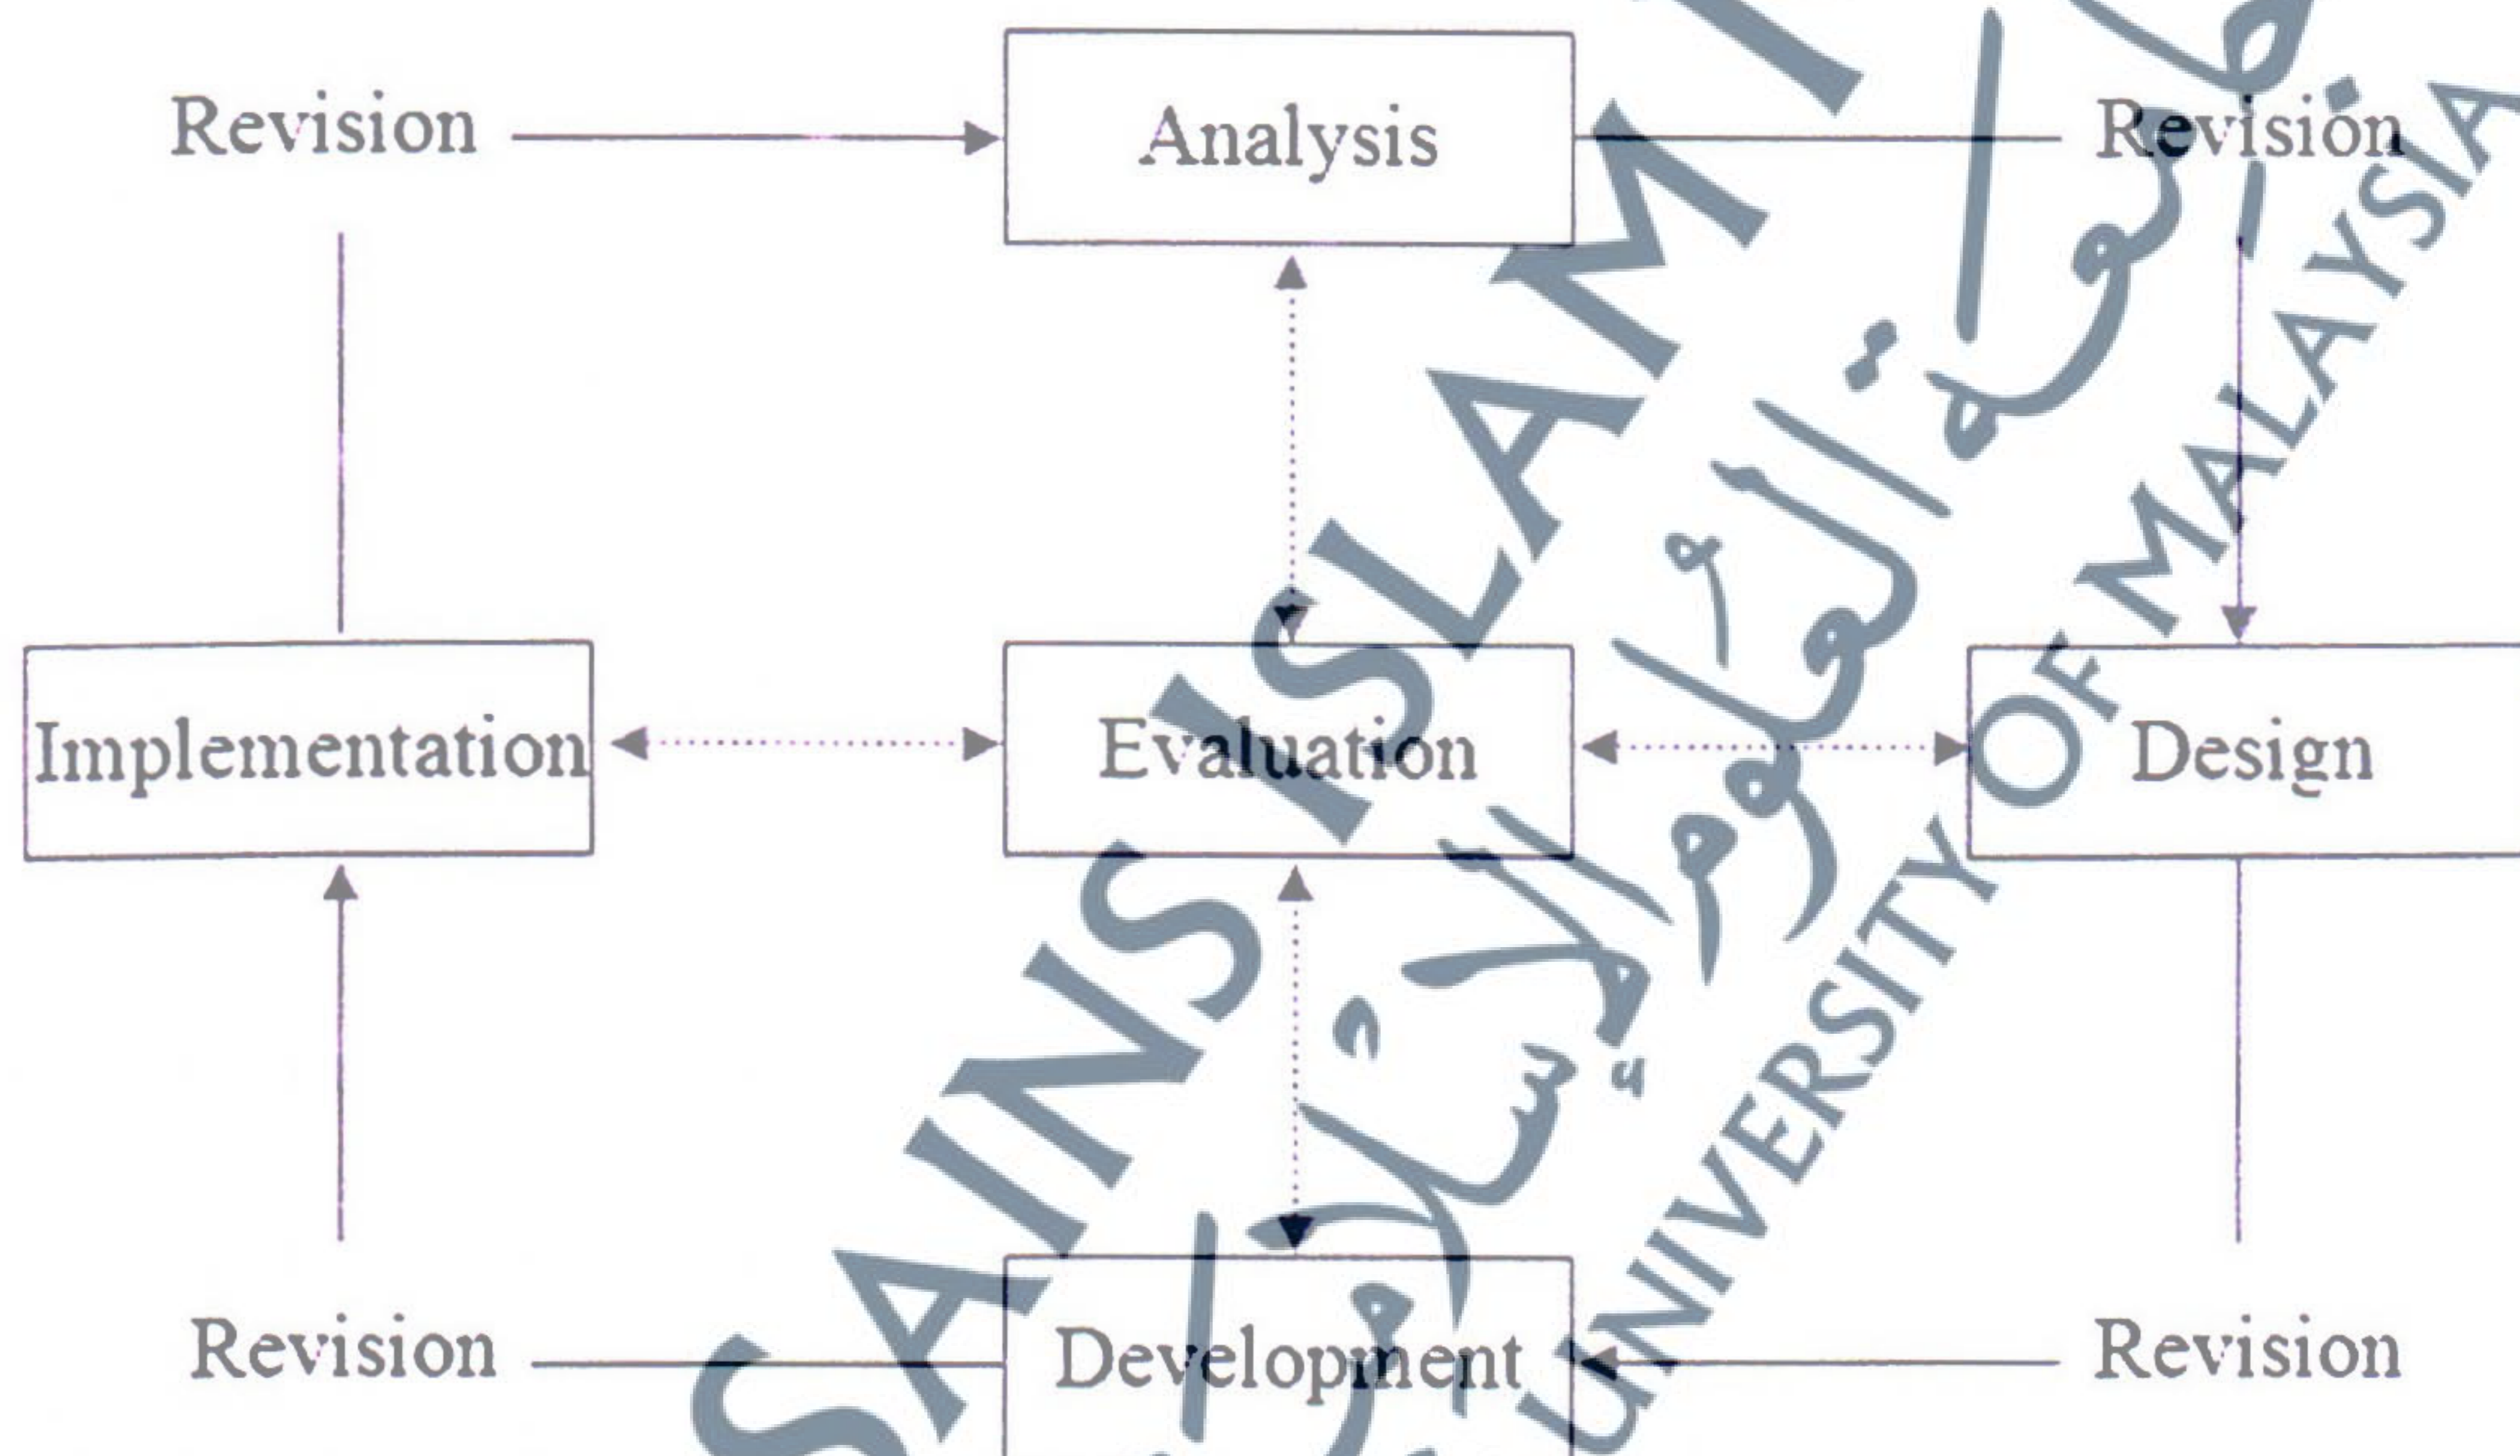 Revision
Analysis
Revision
Implementation
Evaluation
Design
Revision
Development
Revision
SAINS ISLAM
UNIVERSITY OF MALAYSIA